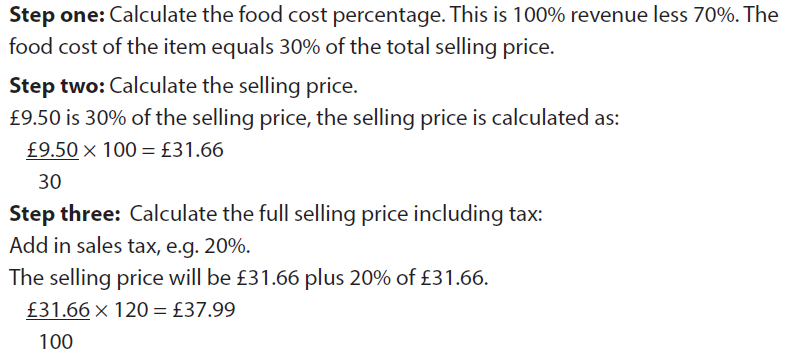 Step one: Calculate the food cost percentage. This is 100% revenue less 70%. The
food cost of the item equals 30% of the total selling price.
Step two: Calculate the selling price.
£9.50 is 30% of the selling price, the selling price is calculated as:
£9.50 × 100 = £31.66
30
Step three: Calculate the full selling price including tax:
Add in sales tax, e.g. 20%.
The selling price will be £31.66 plus 20% of £31.66.
£31.66 × 120 = £37.99
100